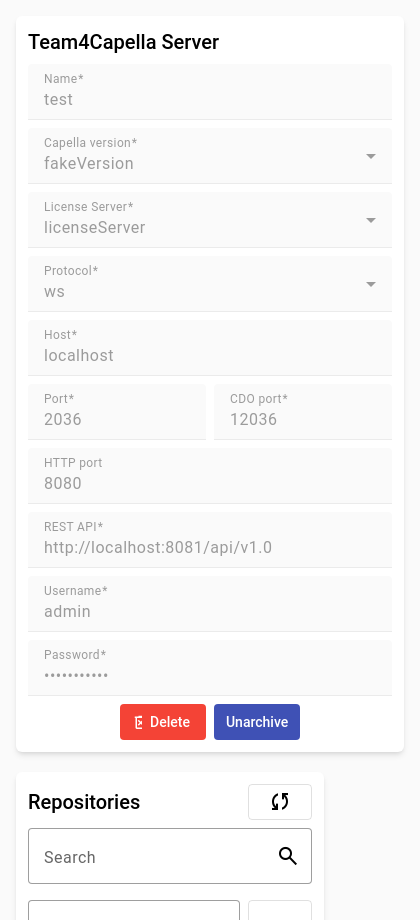 Team4Capella Server
Name*
test
Capella version*
fakeVersion
License Server*
licenseServer
Protocol*
ws
Host*
localhost
Port* CDO port*
2036 12036
HTTP port
8080
REST API*
http://localhost:8081/api/v1.0
Username*
admin
Password*
•••••••••••
Delete Unarchive
Repositories
Search